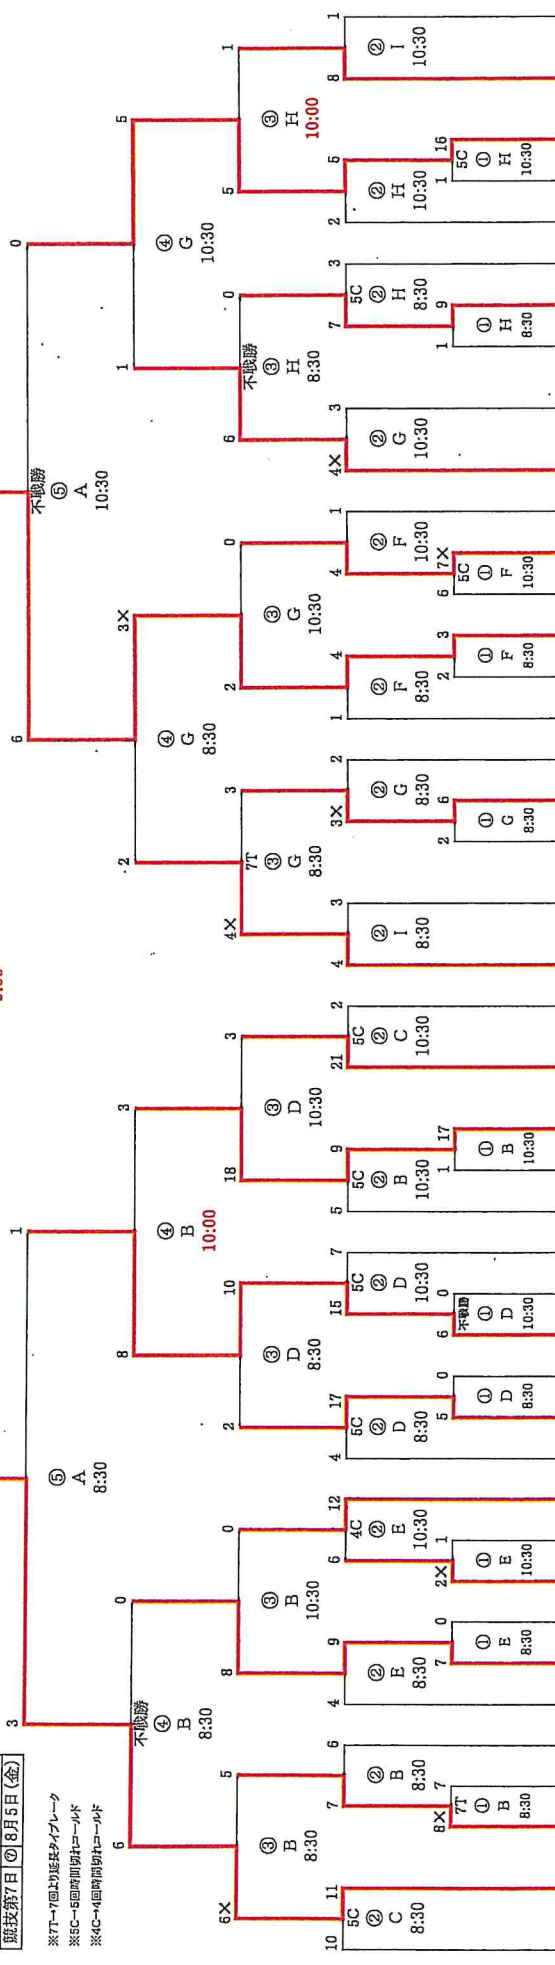 競技第7日 ⑦ 8月5日(金)
※7T→7回より延長タイブレーク
※5C→5回時間切れコールド
※4C→4回時間切れコールド
3 1 6 0
不戦勝
⑤ ⑤
A A
8:30 10:30
6 0 8 3 2 3X 1 5
不戦勝
④ ④ ④ ④
B B G G
8:30 10:00 8:30 10:30
6X 5 8 0 2 10 18 3 4X 3 2 0 6 0 5 1
7T 不戦勝
③ ③ ③ ③ ③ ③ ③ ③
B B D D G G H H
8:30 10:30 8:30 10:30 8:30 10:30 8:30 10:00
10 11 7 6 4 9 6 12 4 17 15 7 5 9 21 2 4 3 3X 2 1 4 4 1 4X 3 7 3 2 5 8 1
5C 4C 5C 5C 5C 5C 5C
② ② ② ② ② ② ② ② ② ② ② ② ② ② ② ②
C B E E D D B C I G F F G H H I
8:30 8:30 8:30 10:30 8:30 10:30 10:30 10:30 8:30 8:30 8:30 10:30 10:30 8:30 10:30 10:30
8X 7 7 0 2X 1 5 0 6 0 1 17 2 6 2 3 6 7X 1 9 1 16
7T 不戦勝 5C 5C
① ① ① ① ① ① ① ① ① ① ①
B E E D D B G F F H H
8:30 8:30 10:30 8:30 10:30 10:30 8:30 8:30 10:30 8:30 10:30